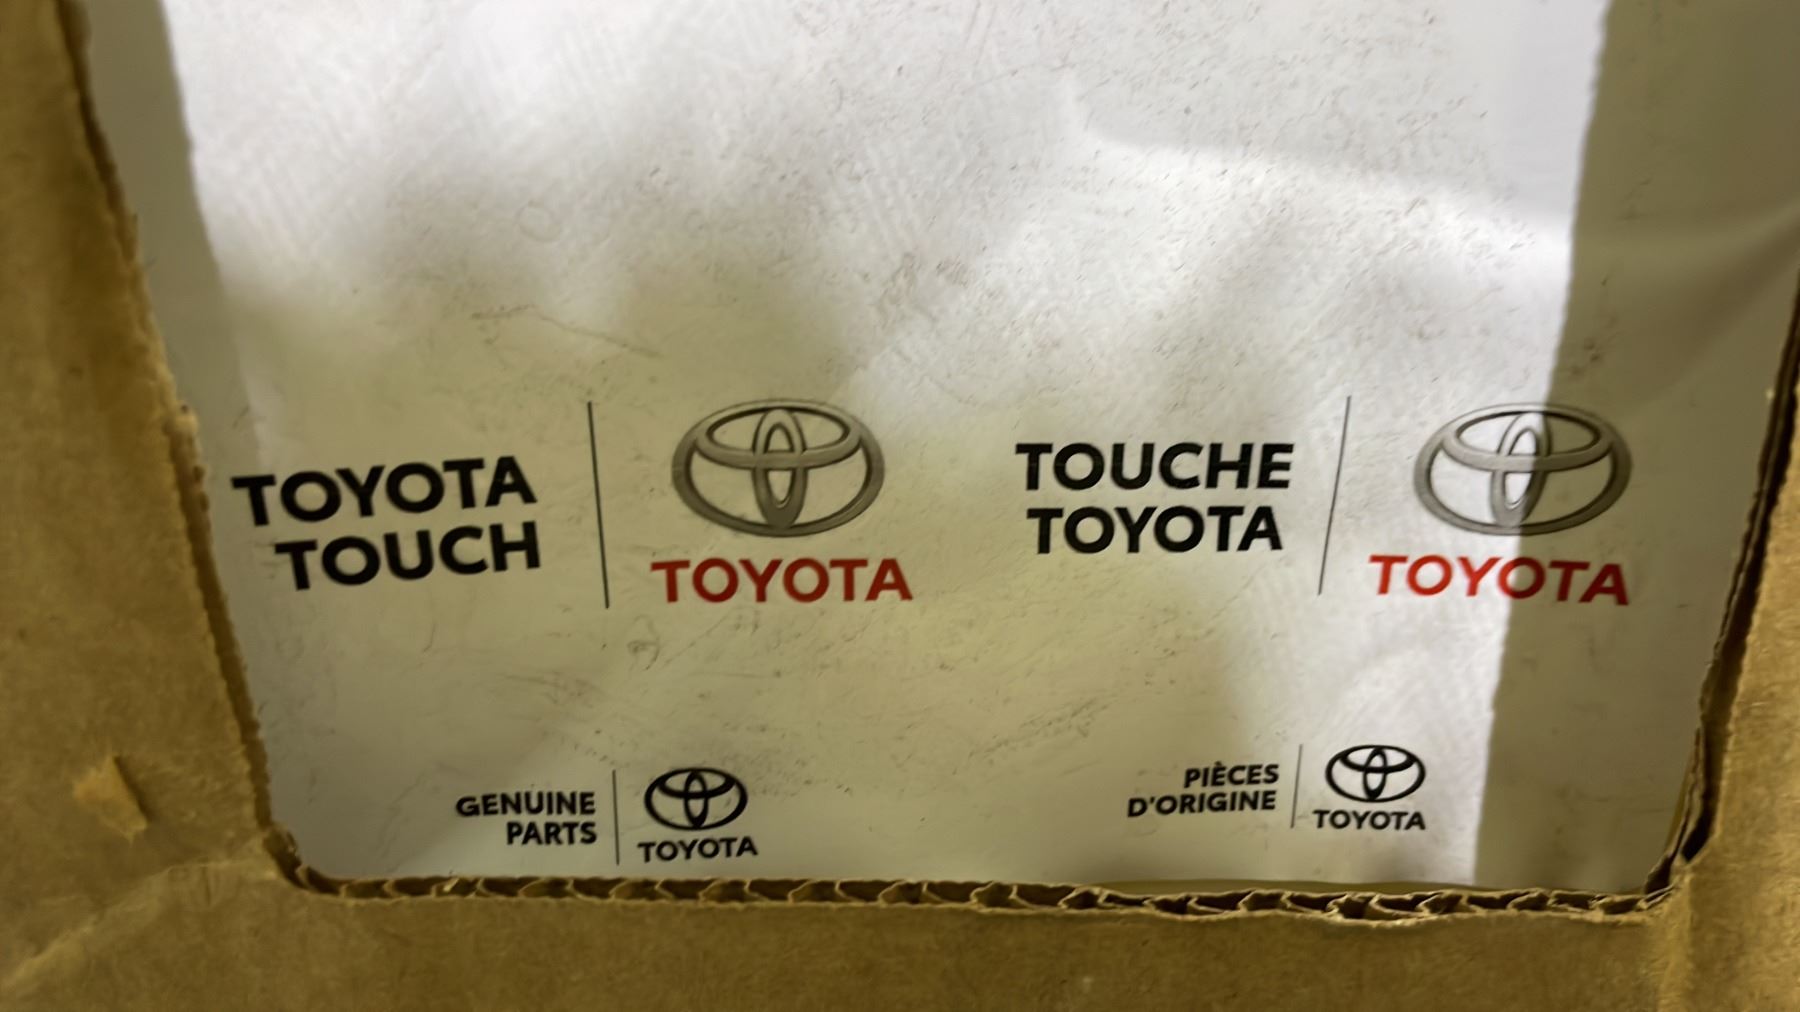 TOYOTA
TOUCH
TOYOTA
TOUCHE
TOYOTA
TOYOTA
GENUINE
PARTS
TOYOTA
PIÈCES
D'ORIGINE
TOYOTA